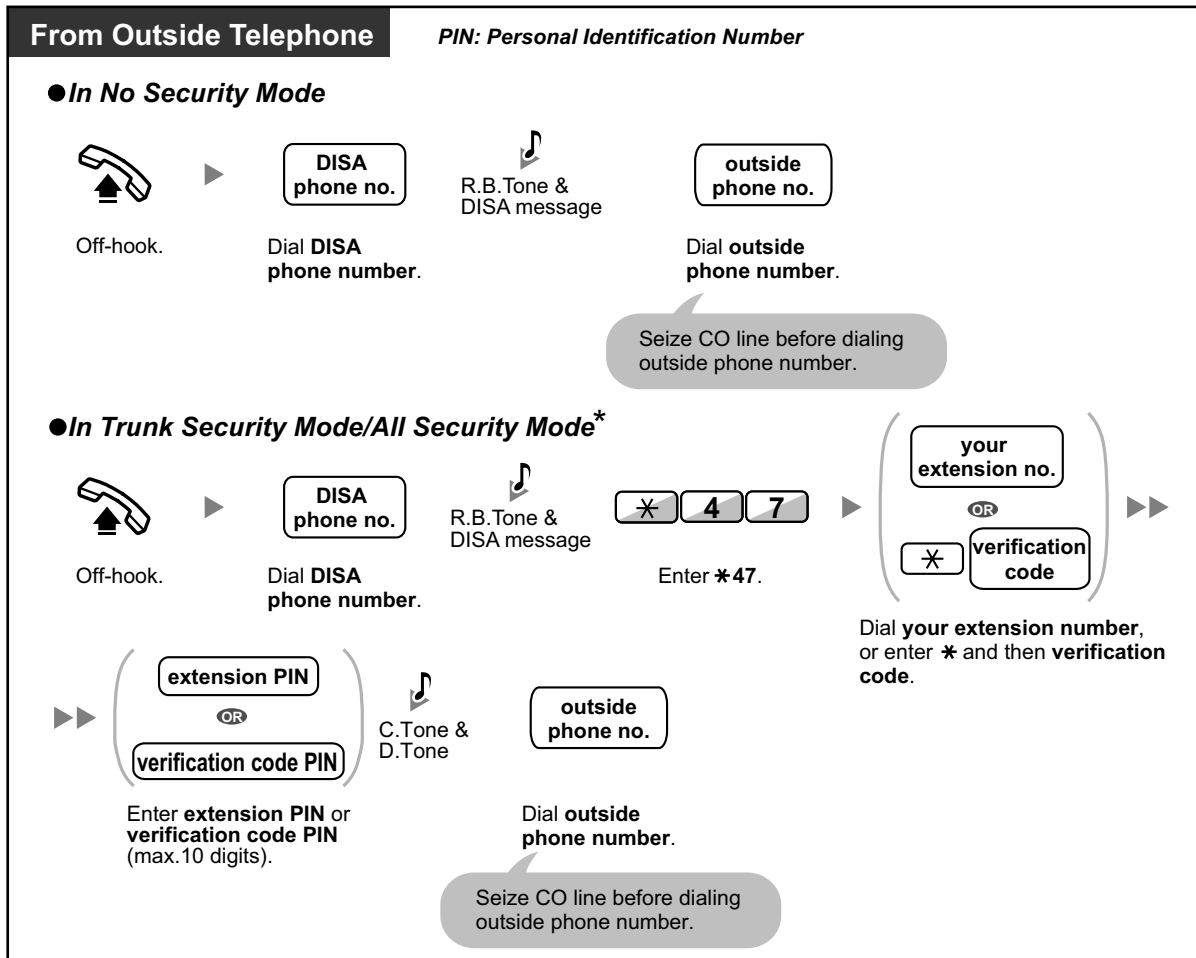 From Outside Telephone
PIN: Personal Identification Number
●In No Security Mode
DISA
phone no.
R.B.Tone &
DISA message
outside
phone no.
Off-hook.
Dial DISA
phone number.
Dial outside
phone number.
Seize CO line before dialing
outside phone number.
●In Trunk Security Mode/All Security Mode*
DISA
phone no.
R.B.Tone &
DISA message
* 4 7
your
extension no.
OR
* verification
code
Off-hook.
Dial DISA
phone number.
Enter *47.
Dial your extension number,
or enter * and then verification
code.
extension PIN
OR
verification code PIN
C.Tone &
D.Tone
outside
phone no.
Enter extension PIN or
verification code PIN
(max.10 digits).
Dial outside
phone number.
Seize CO line before dialing
outside phone number.